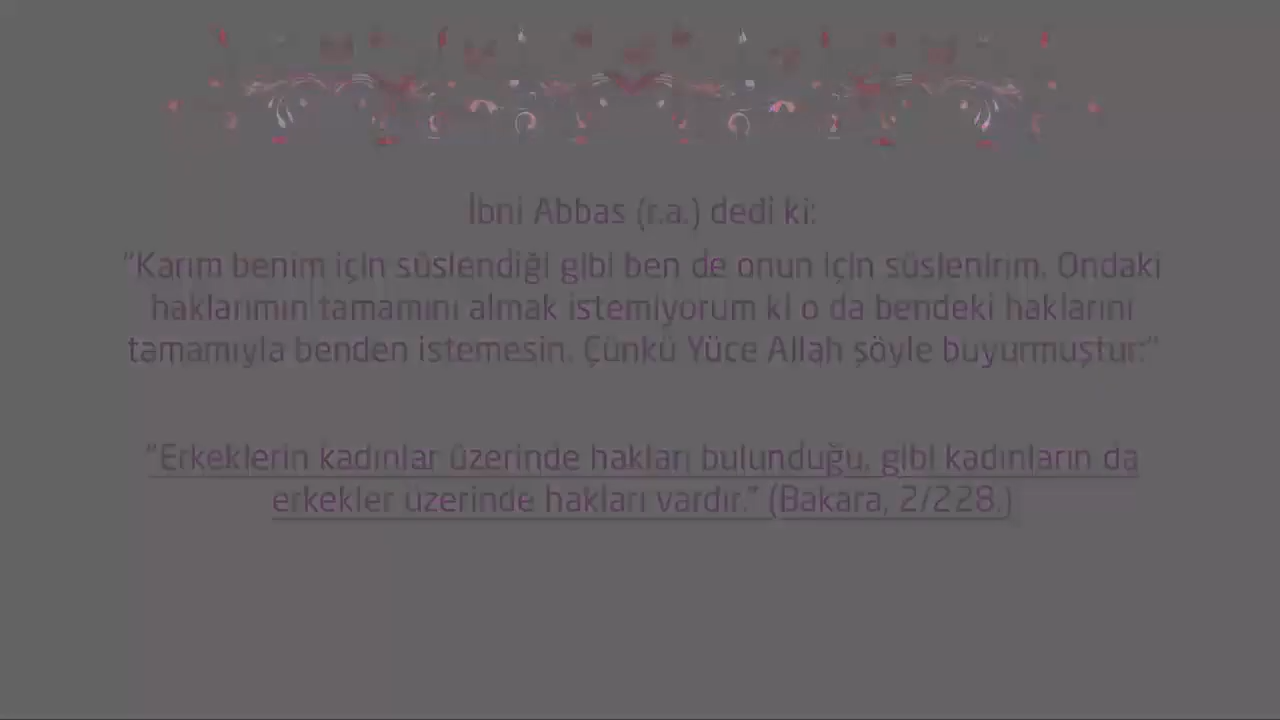 İbni Abbas (r.a.) dedi ki:
"Karım benim için süslendiği gibi ben de onun için süslenirim. Ondaki
haklarımın tamamını almak istemiyorum ki o da bendeki haklarını
tamamıyla benden istemesin. Çünkü Yüce Allah şöyle buyurmuştur:"
"Erkeklerin kadınlar üzerinde hakları bulunduğu, gibi kadınların da
erkekler üzerinde hakları vardır." (Bakara, 2/228.)